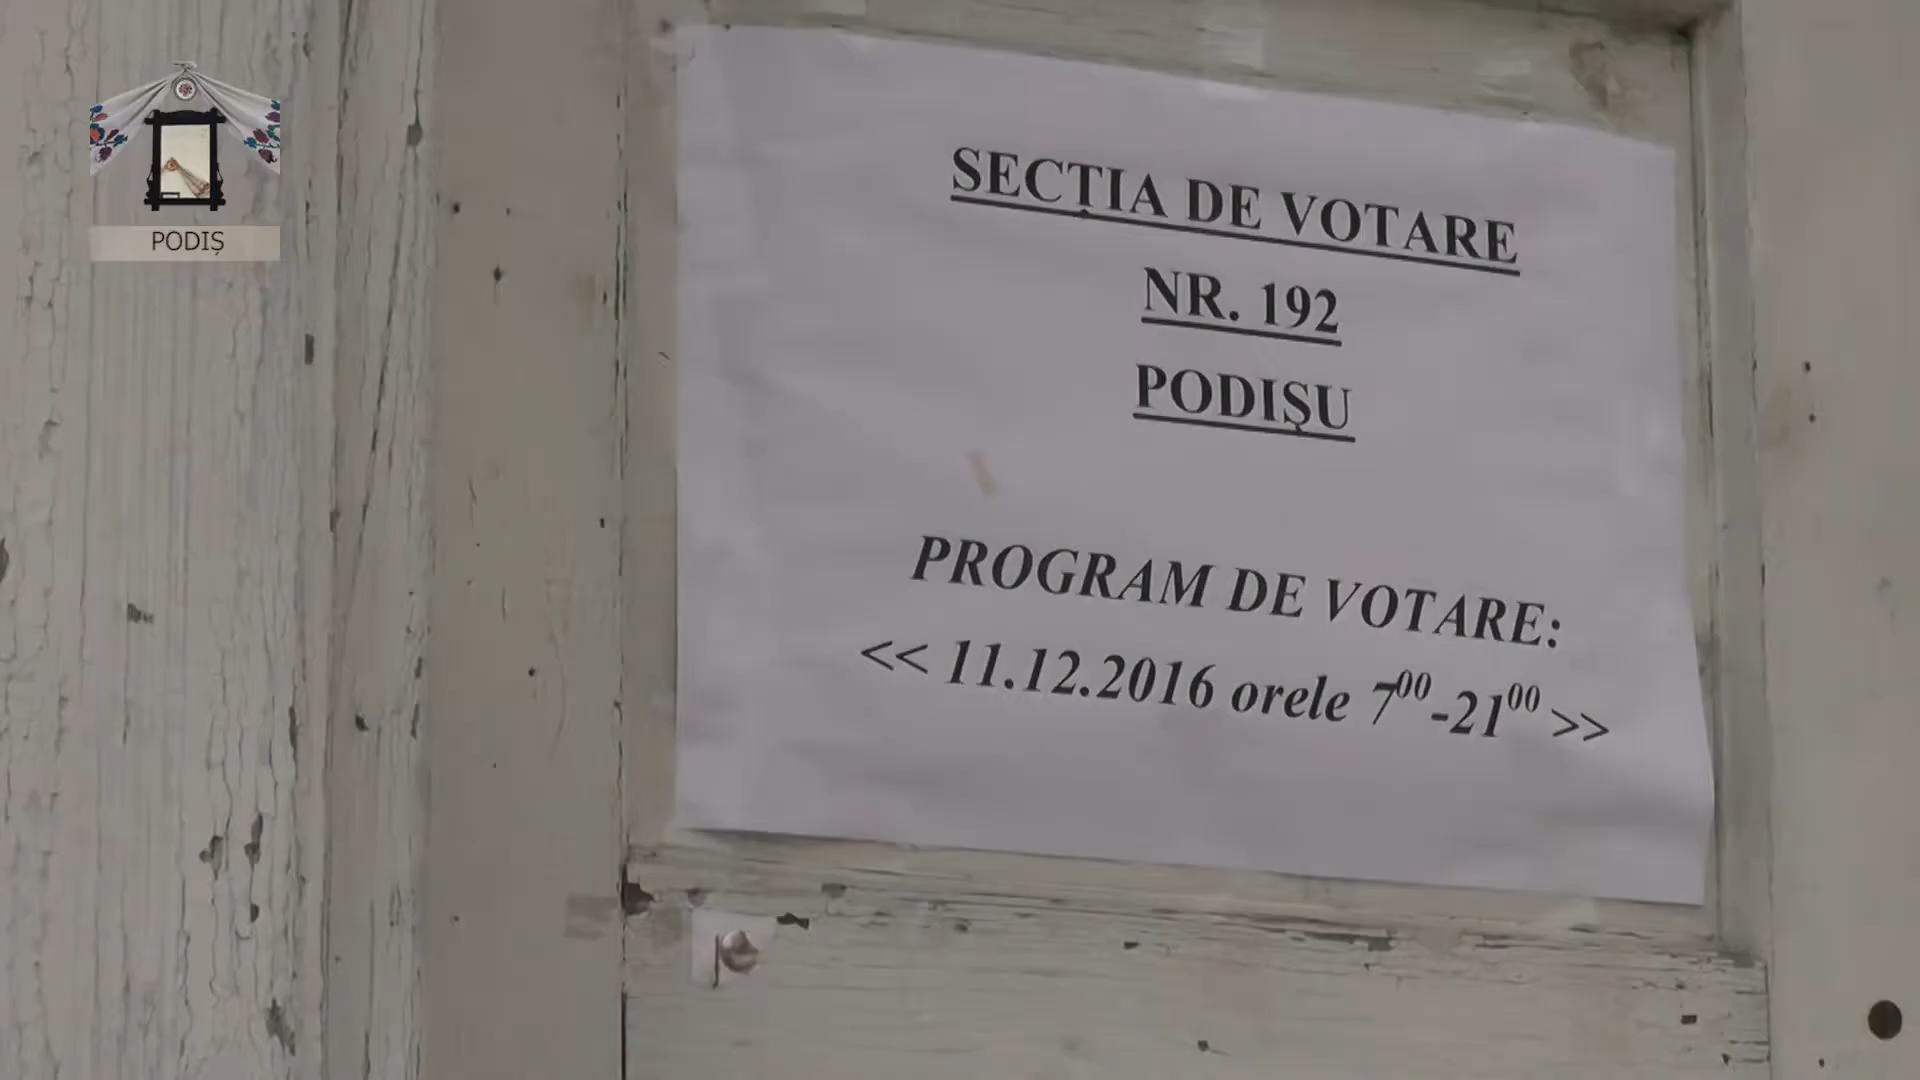 PODIȘ
SECȚIA DE VOTARE
NR. 192
PODIȘU
PROGRAM DE VOTARE:
<< 11.12.2016 orele 7⁰⁰-21⁰⁰ >>